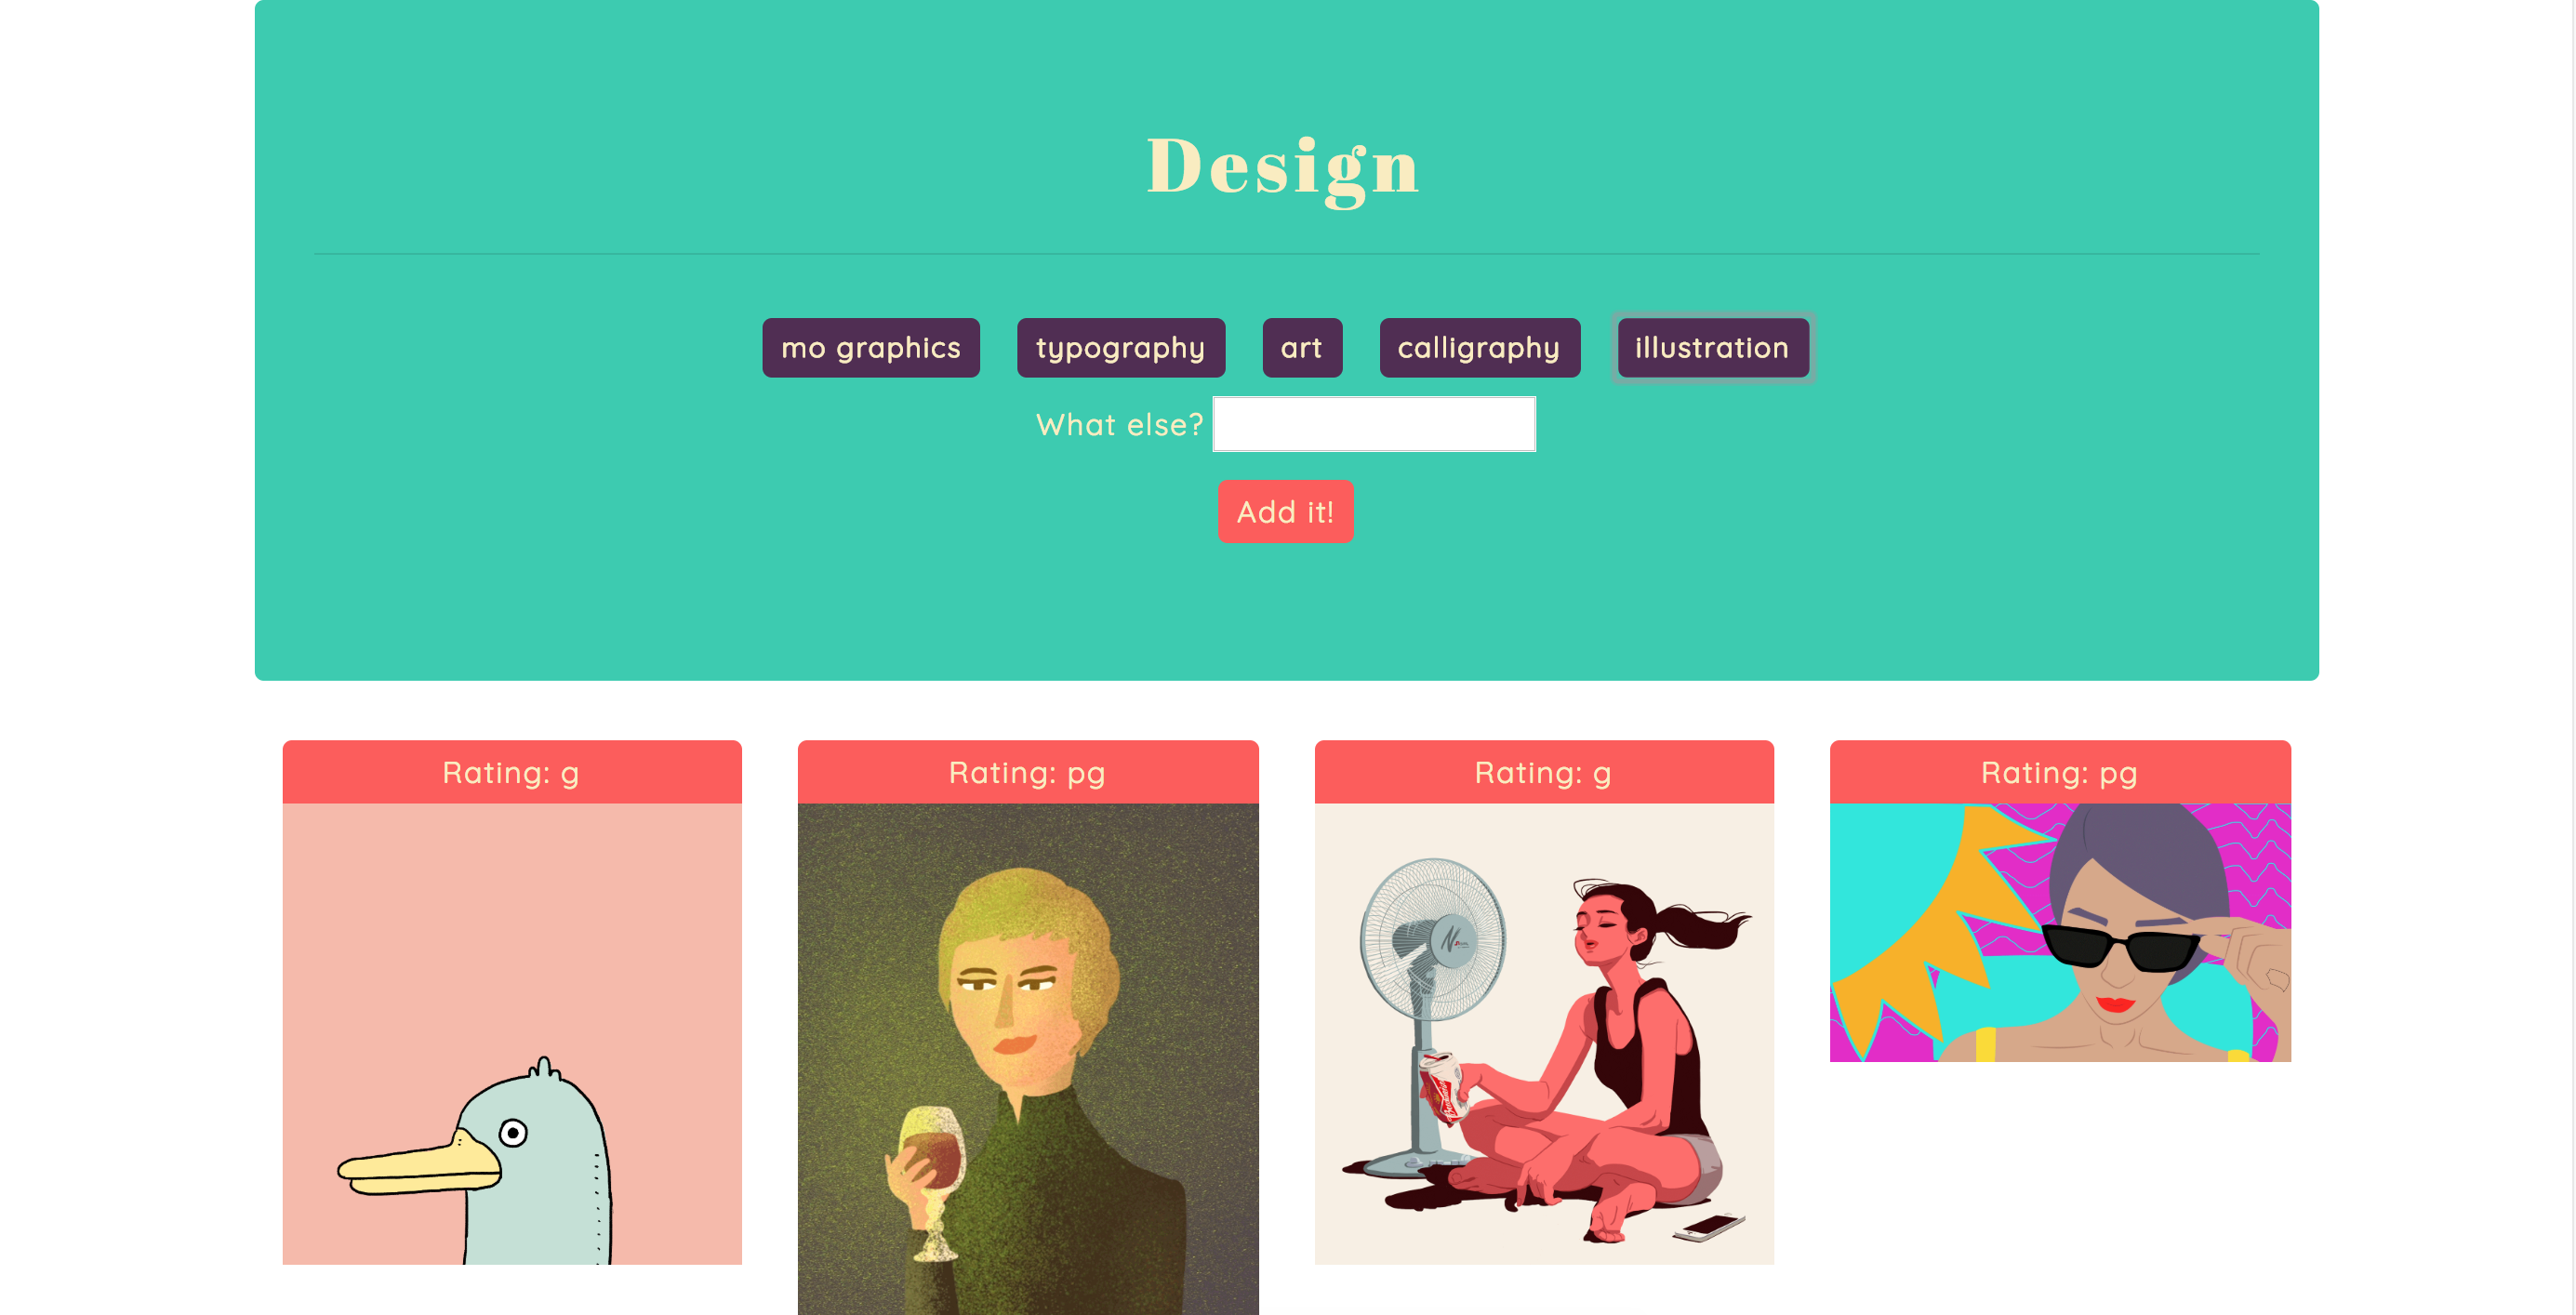 Design
mo graphics typography art calligraphy illustration
What else?
Add it!
Rating: g Rating: pg Rating: g Rating: pg